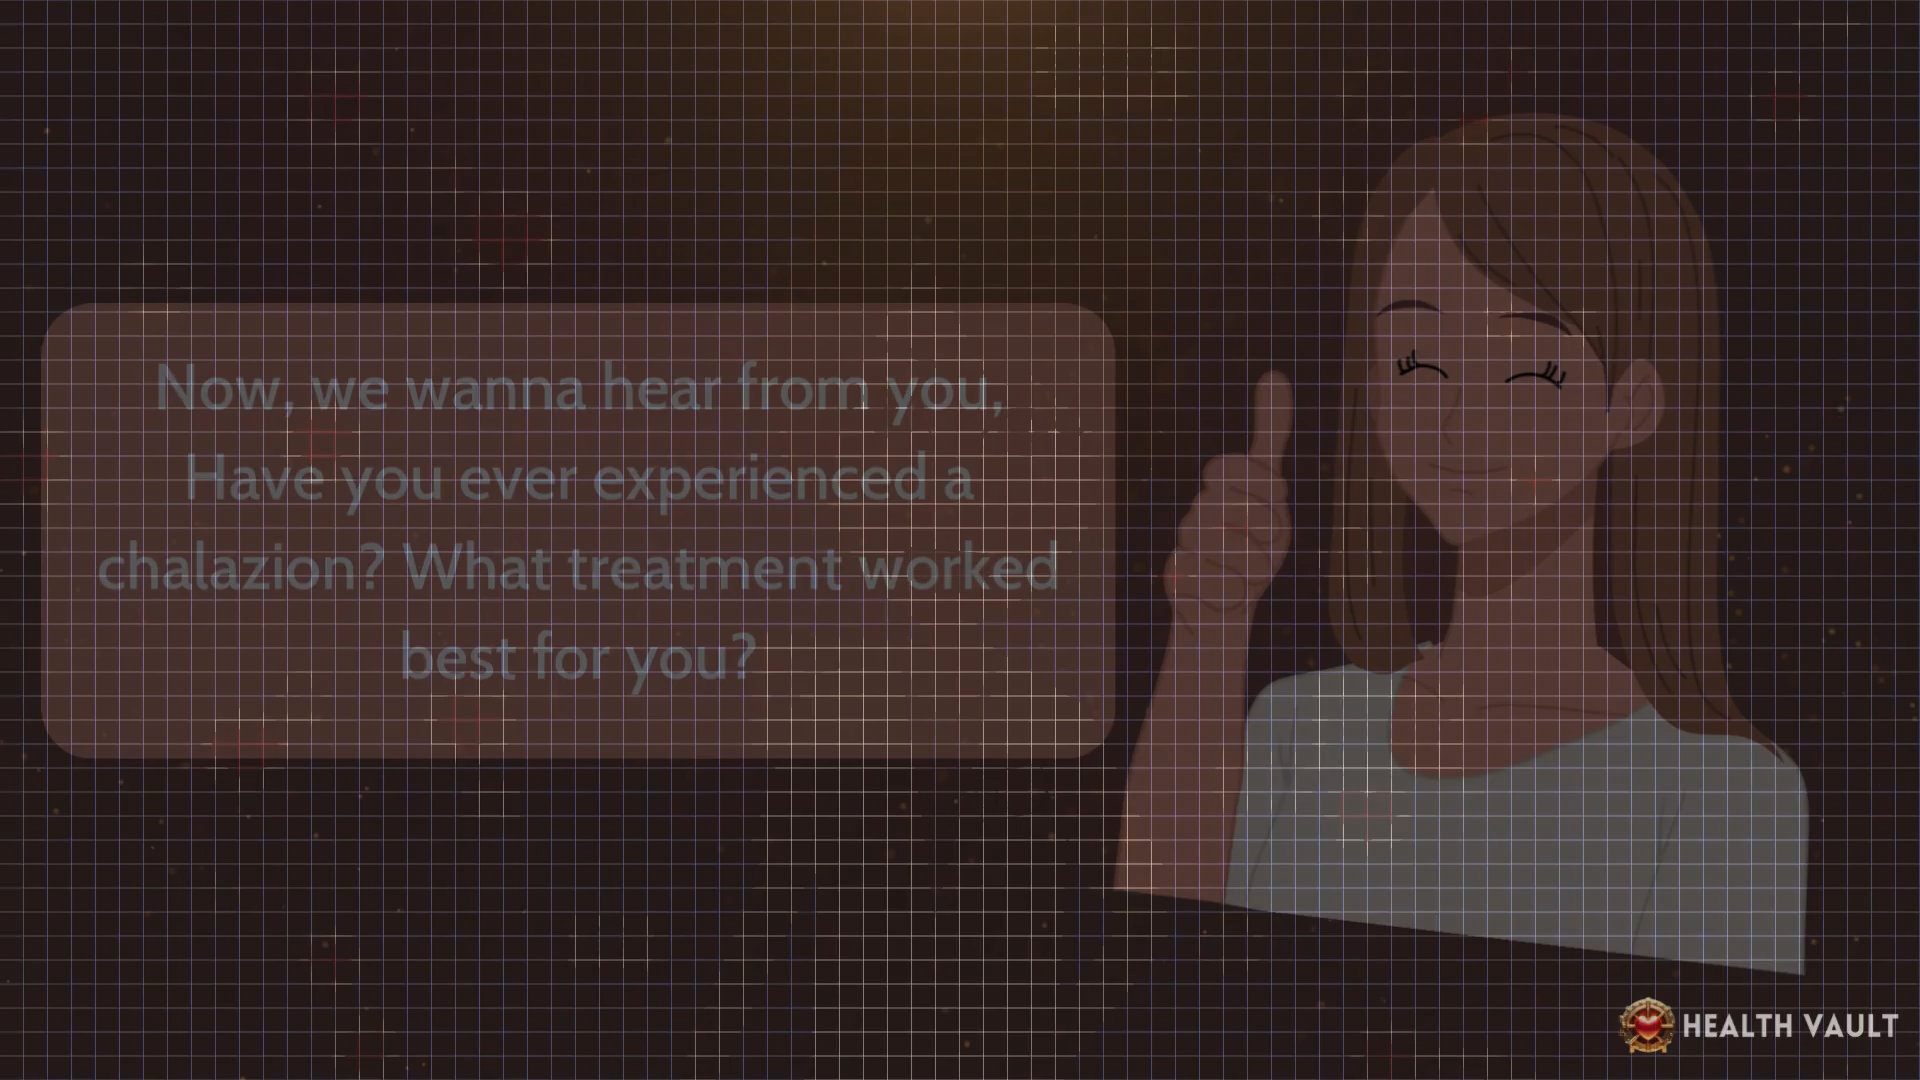 Now, we wanna hear from you,
Have you ever experienced a
chalazion? What treatment worked
best for you?
HEALTH VAULT